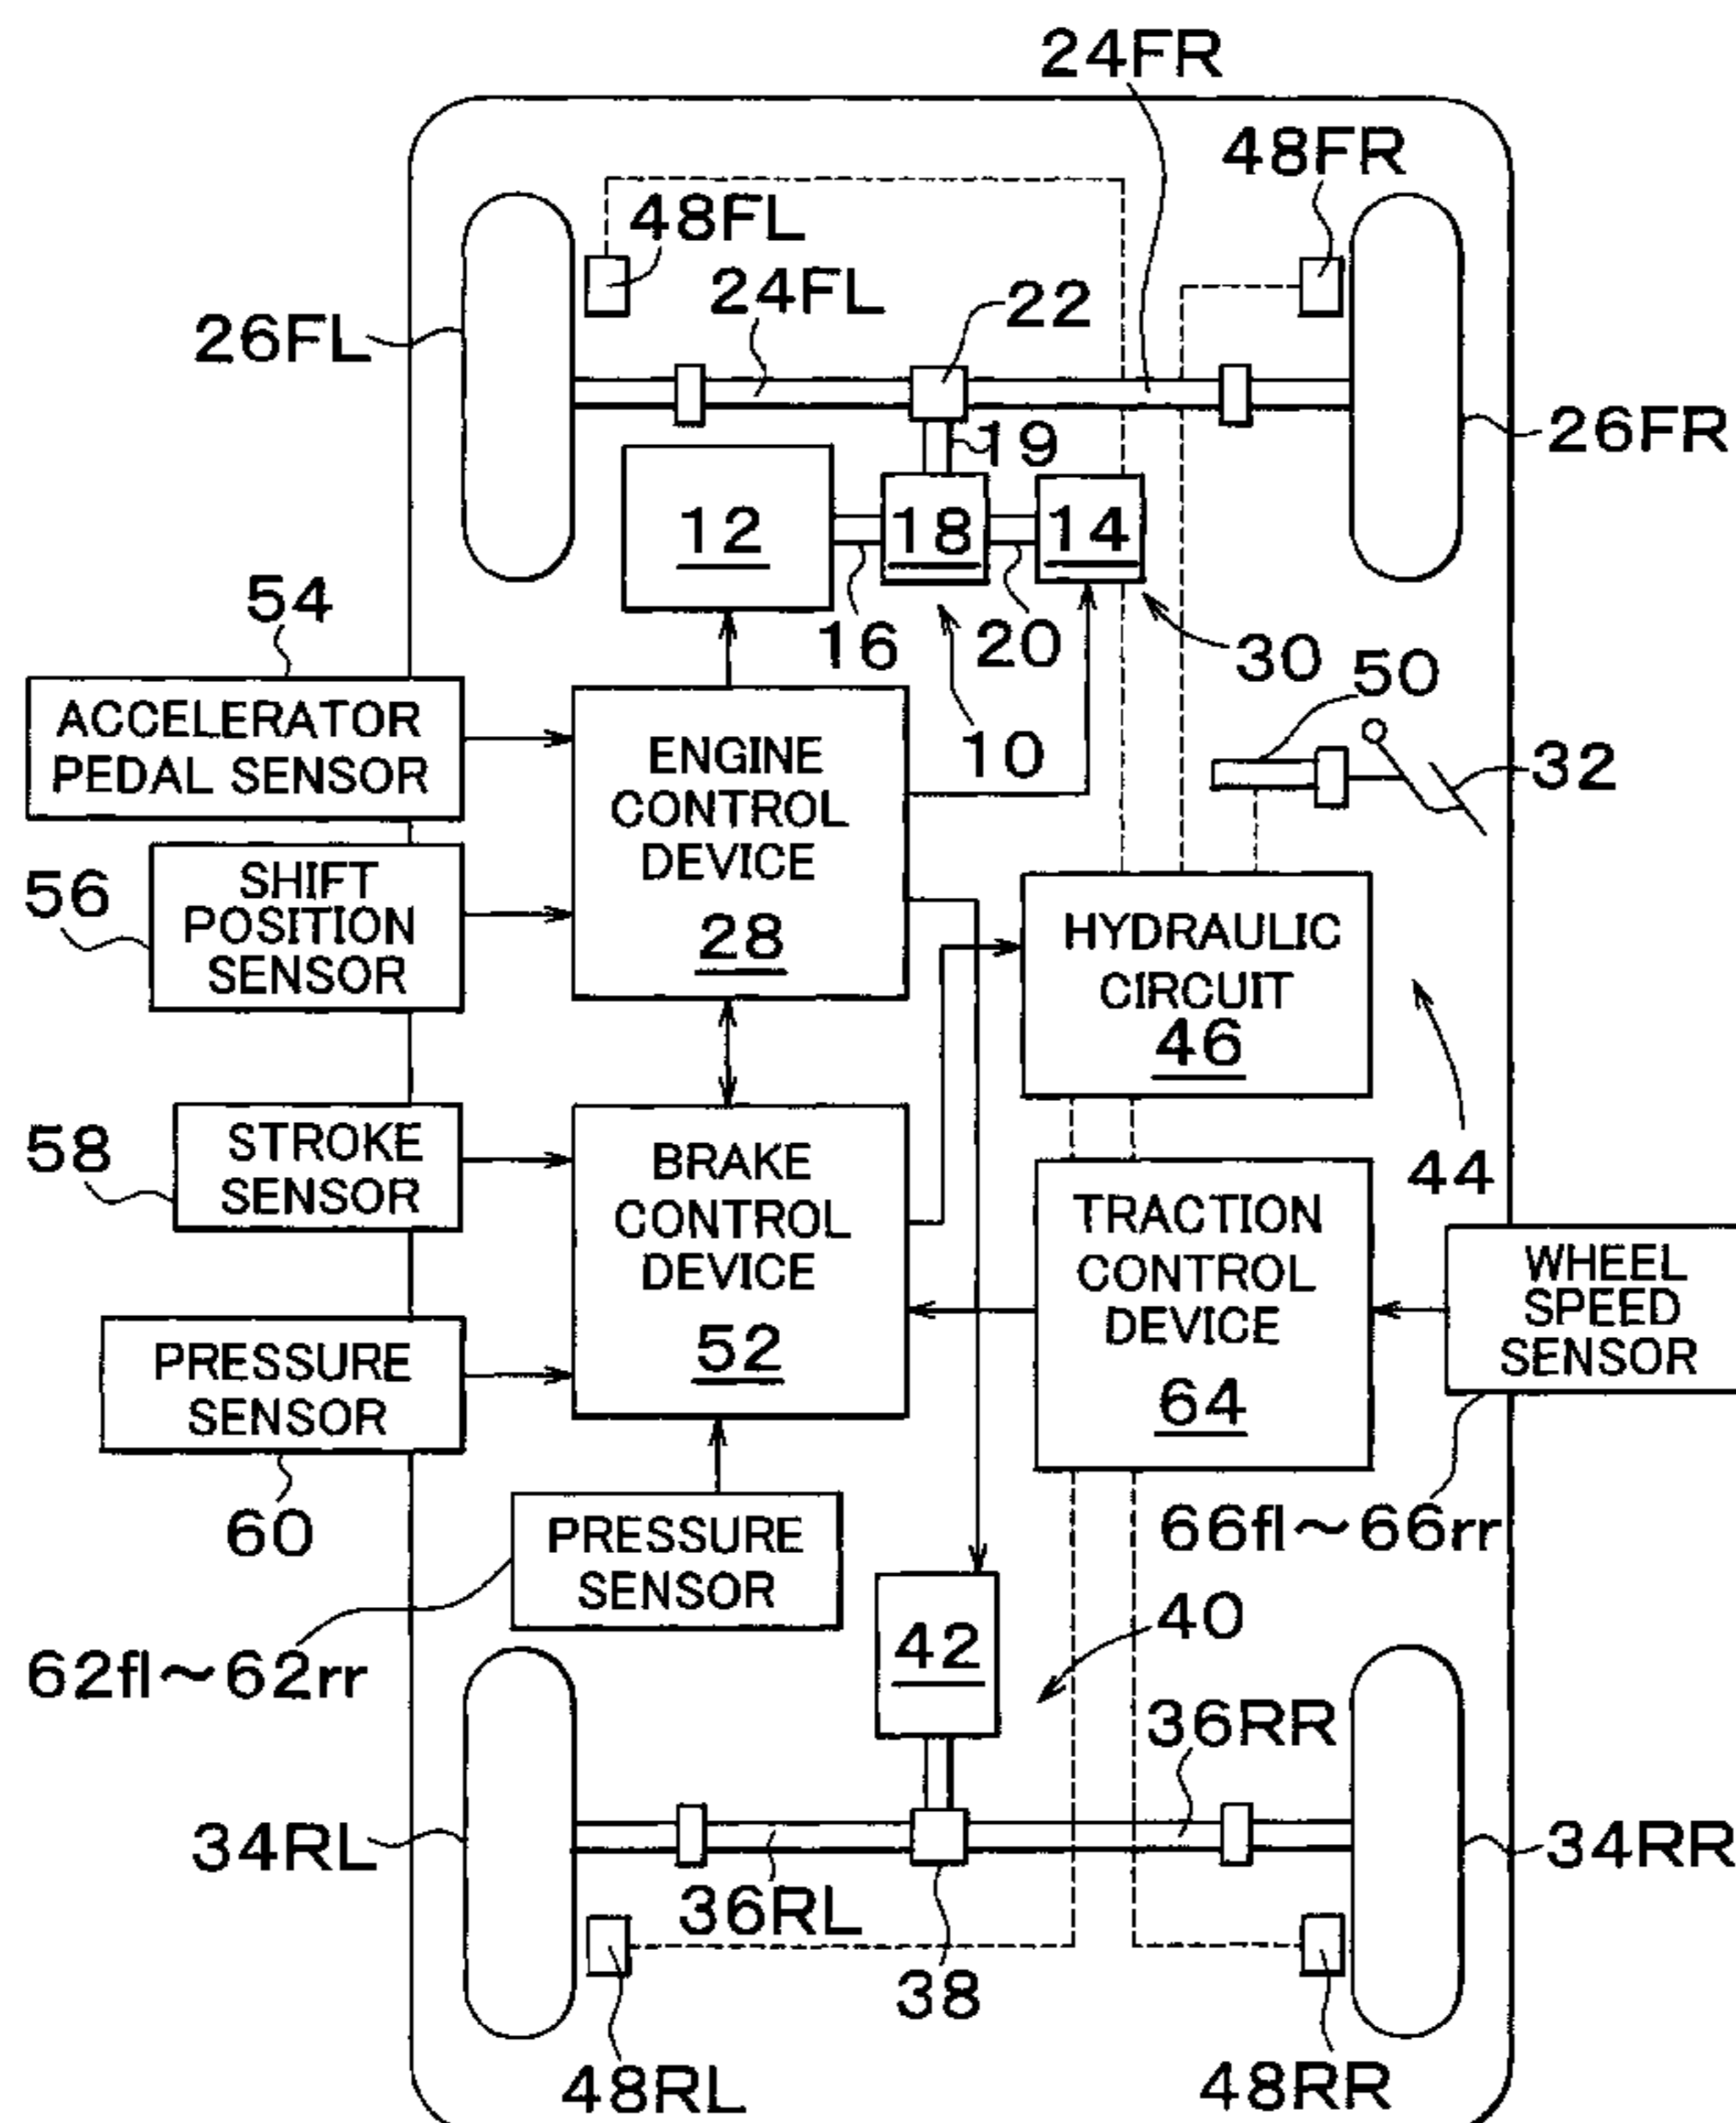 24FR
48FR
48FL
24FL
22
26FL
19
26FR
12
18
14
54
16
20
30
50
ACCELERATOR
PEDAL SENSOR
ENGINE
CONTROL
DEVICE
28
10
32
56
SHIFT
POSITION
SENSOR
HYDRAULIC
CIRCUIT
46
58
STROKE
SENSOR
BRAKE
CONTROL
DEVICE
52
44
TRACTION
CONTROL
DEVICE
64
WHEEL
SPEED
SENSOR
PRESSURE
SENSOR
60
PRESSURE
SENSOR
66fl~66rr
62fl~62rr
42
40
36RR
34RL
34RR
36RL
38
48RL
48RR